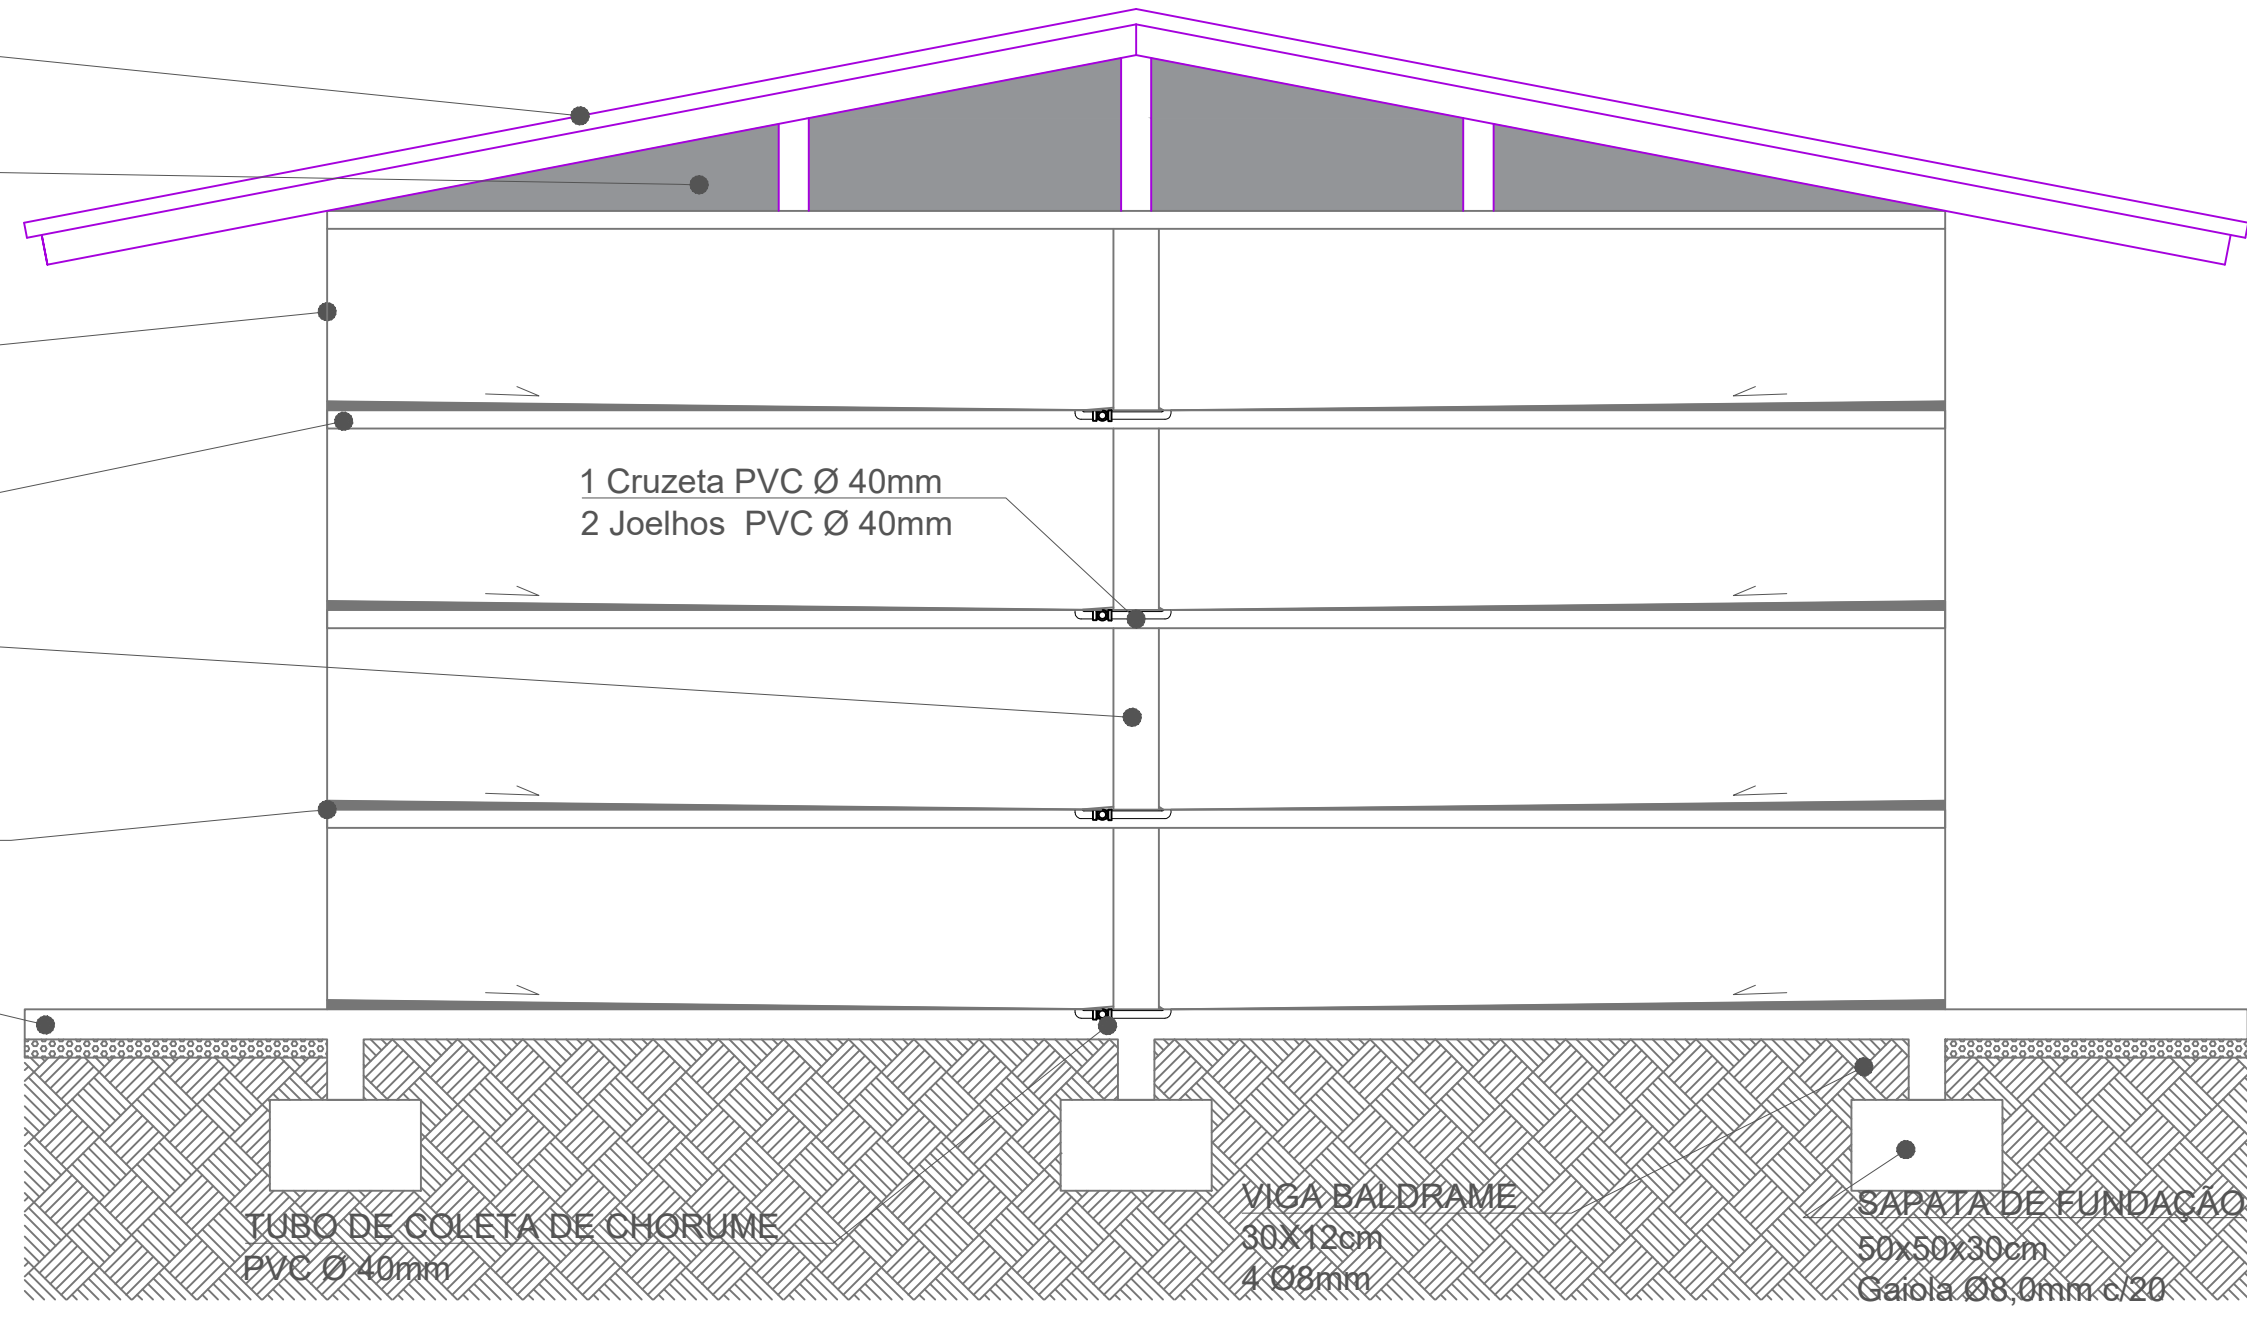 1 Cruzeta PVC Ø 40mm
2 Joelhos  PVC Ø 40mm
TUBO DE COLETA DE CHORUME
PVC Ø 40mm
VIGA BALDRAME
30X12cm
4 Ø8mm
SAPATA DE FUNDAÇÃO
50x50x30cm
Gaiola Ø8,0mm c/20